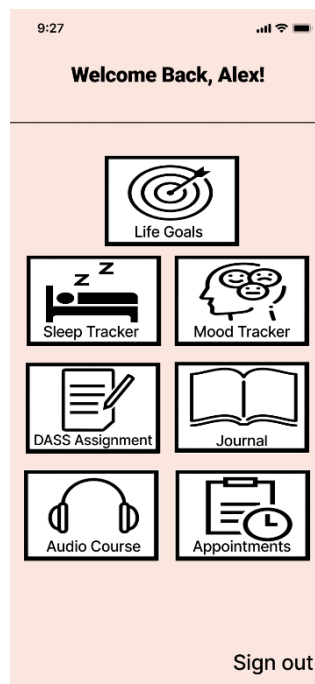 9:27
Welcome Back, Alex!
Life Goals
Z Z
Sleep Tracker
Mood Tracker
DASS Assignment
Journal
Audio Course
Appointments
Sign out